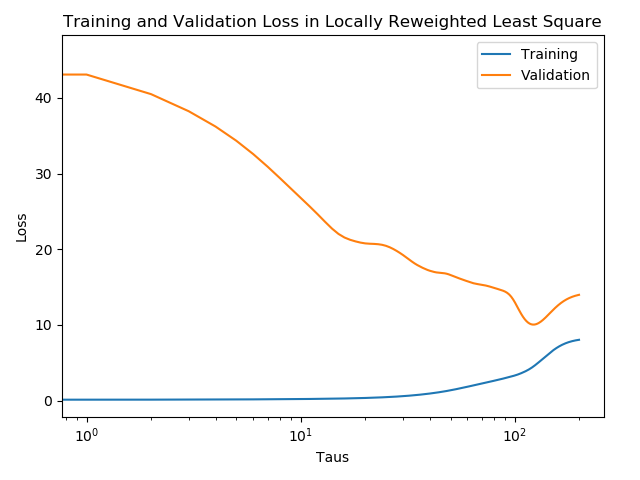 Training and Validation Loss in Locally Reweighted Least Square
Training
Validation
Loss
40
30
20
10
0
10⁰ 10¹ 10²
Taus